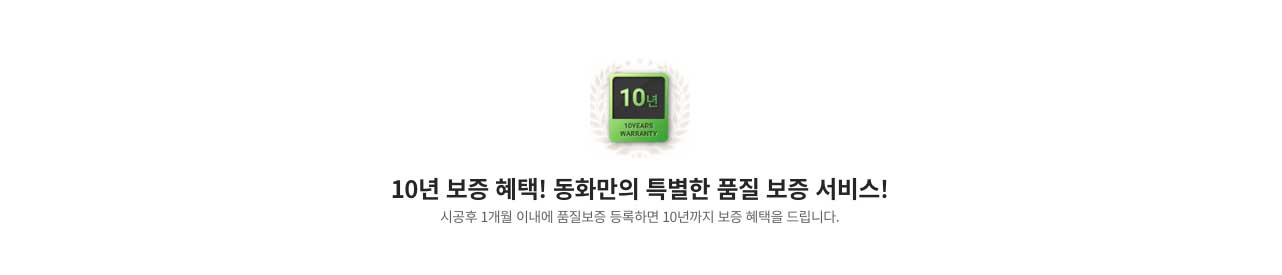 10년
10YEARS
WARRANTY
10년 보증 혜택! 동화만의 특별한 품질 보증 서비스!
시공후 1개월 이내에 품질보증 등록하면 10년까지 보증 혜택을 드립니다.